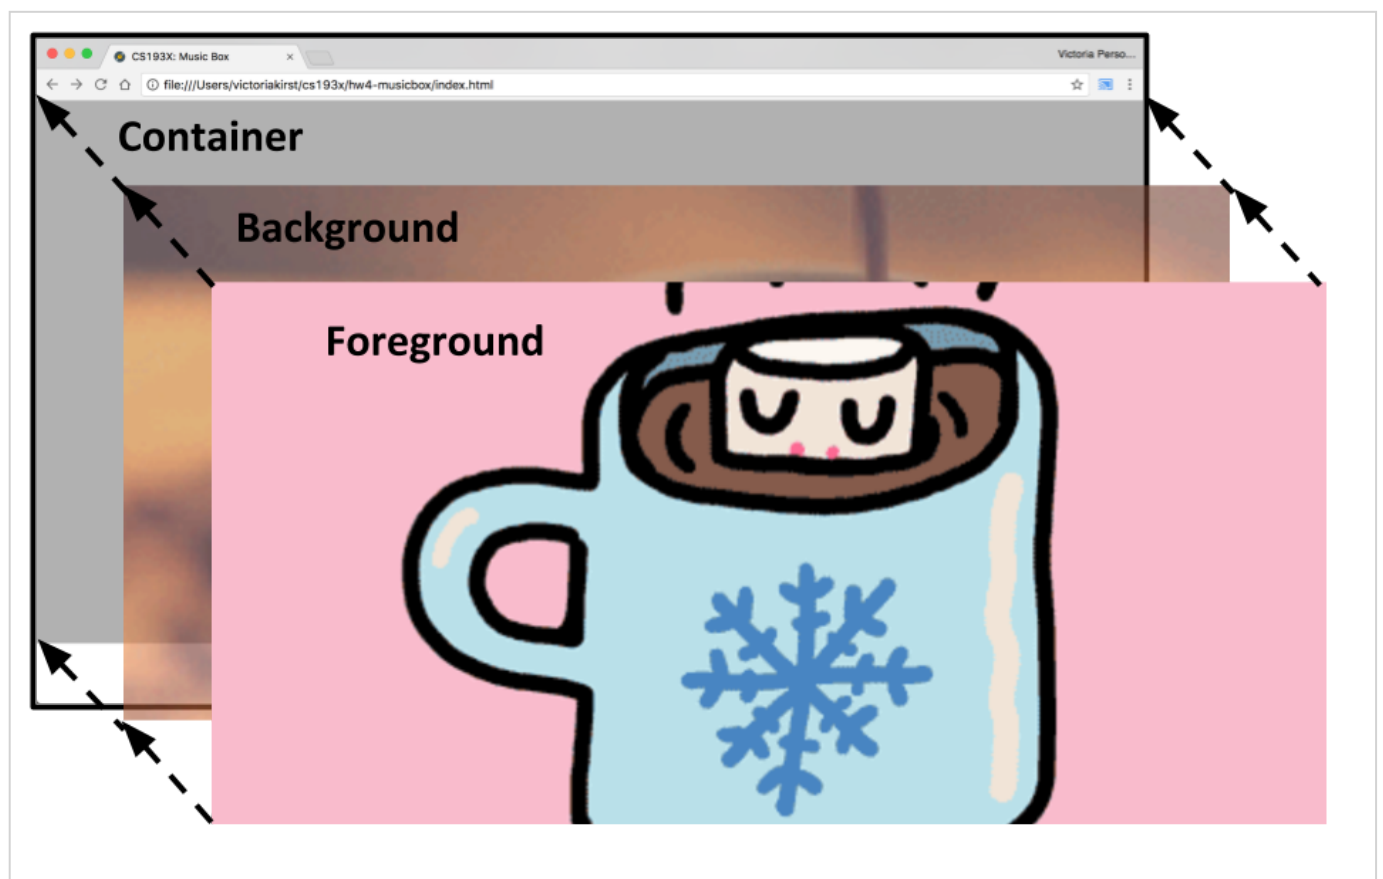 CS193X: Music Box
Victoria Perso...
file:///Users/victoriakirst/cs193x/hw4-musicbox/index.html
Container
Background
Foreground